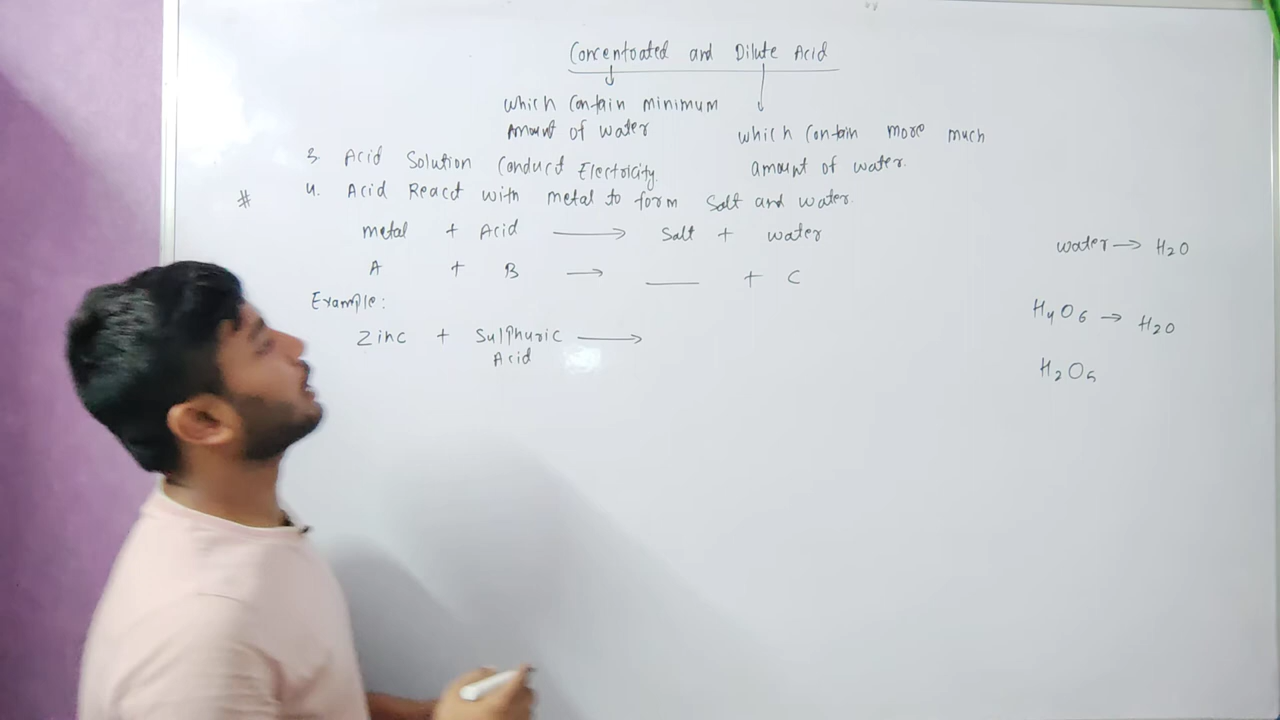 Concentrated and Dilute Acid
which Contain minimum
Amount of water
which Contain more much
amount of water.
3. Acid Solution Conduct Electricity.
# 4. Acid React with metal to form Salt and water.
metal + Acid ⟶ Salt + water
A + B → ___ + C
Example:
Zinc + Sulphuric ⟶
Acid
water → H2O
H4O6 → H2O
H2O5